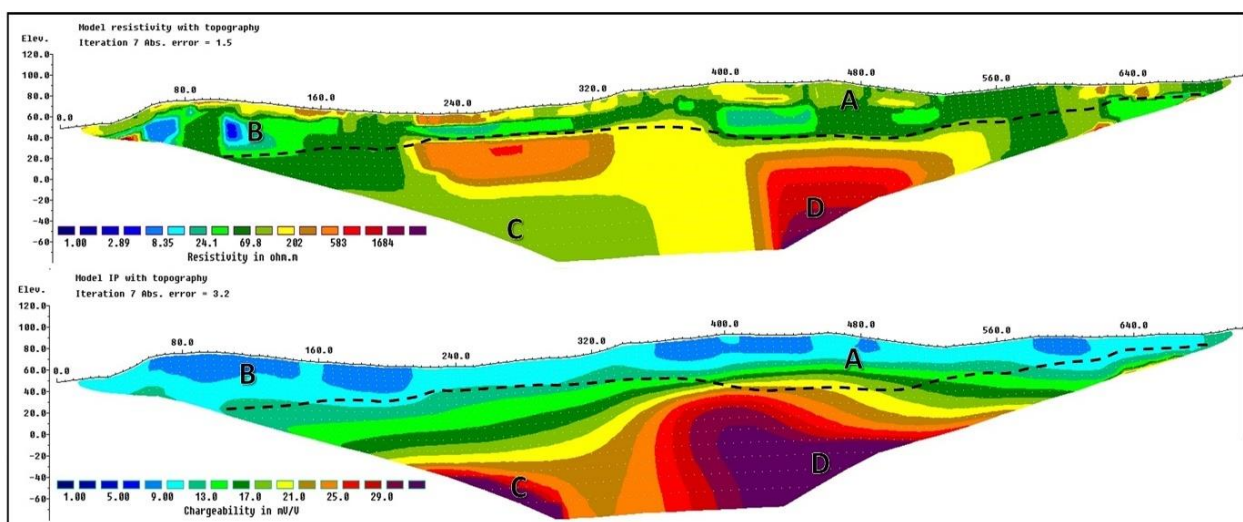 Model resistivity with topography
Iteration 7 Abs. error = 1.5
Elev.
120.0
100.0
80.0
60.0
40.0
20.0
0.0
-20
-40
-60
0.0 80.0 160.0 240.0 320.0 400.0 480.0 560.0 640.0
A
B
C
D
1.00 2.89 8.35 24.1 69.8 202 583 1684
Resistivity in ohm.m
Model IP with topography
Iteration 7 Abs. error = 3.2
Elev.
120.0
100.0
80.0
60.0
40.0
20.0
0.0
-20
-40
-60
0.0 80.0 160.0 240.0 320.0 400.0 480.0 560.0 640.0
A
B
C
D
1.00 5.00 9.00 13.0 17.0 21.0 25.0 29.0
Chargeability in mV/V